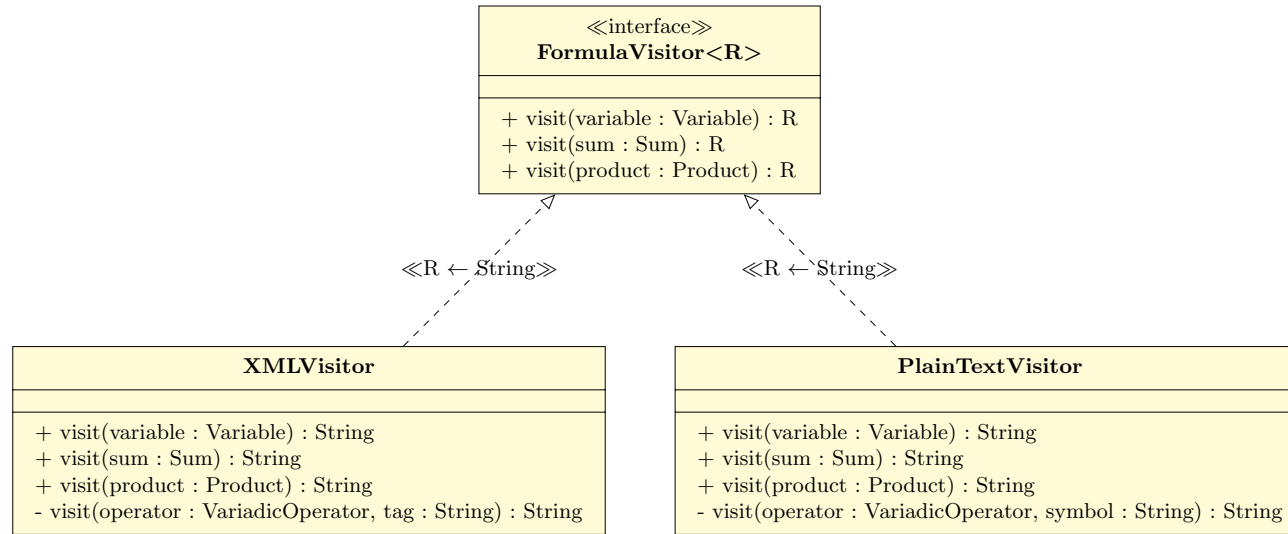 ≪interface≫
FormulaVisitor<R>
+ visit(variable : Variable) : R
+ visit(sum : Sum) : R
+ visit(product : Product) : R
≪R ← String≫
≪R ← String≫
XMLVisitor
+ visit(variable : Variable) : String
+ visit(sum : Sum) : String
+ visit(product : Product) : String
- visit(operator : VariadicOperator, tag : String) : String
PlainTextVisitor
+ visit(variable : Variable) : String
+ visit(sum : Sum) : String
+ visit(product : Product) : String
- visit(operator : VariadicOperator, symbol : String) : String